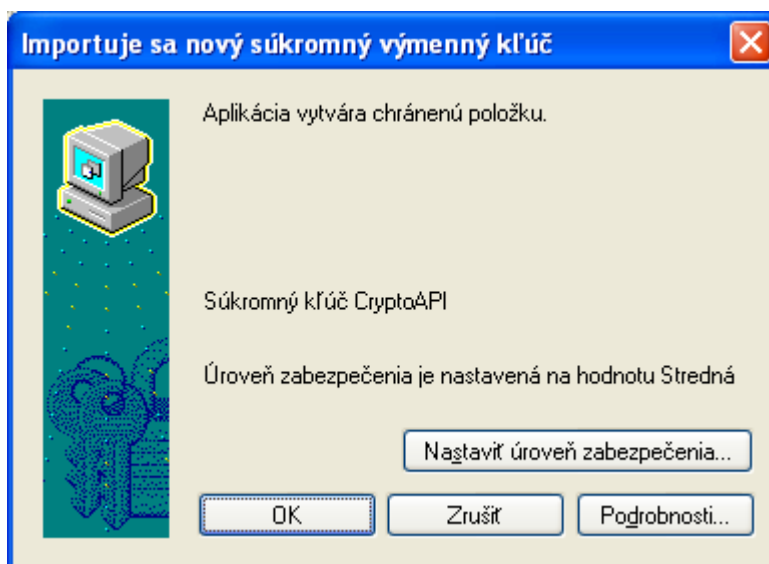 Importuje sa nový súkromný výmenný kľúč
Aplikácia vytvára chránenú položku.
Súkromný kľúč CryptoAPI
Úroveň zabezpečenia je nastavená na hodnotu Stredná
Nastaviť úroveň zabezpečenia...
OK Zrušiť Podrobnosti...